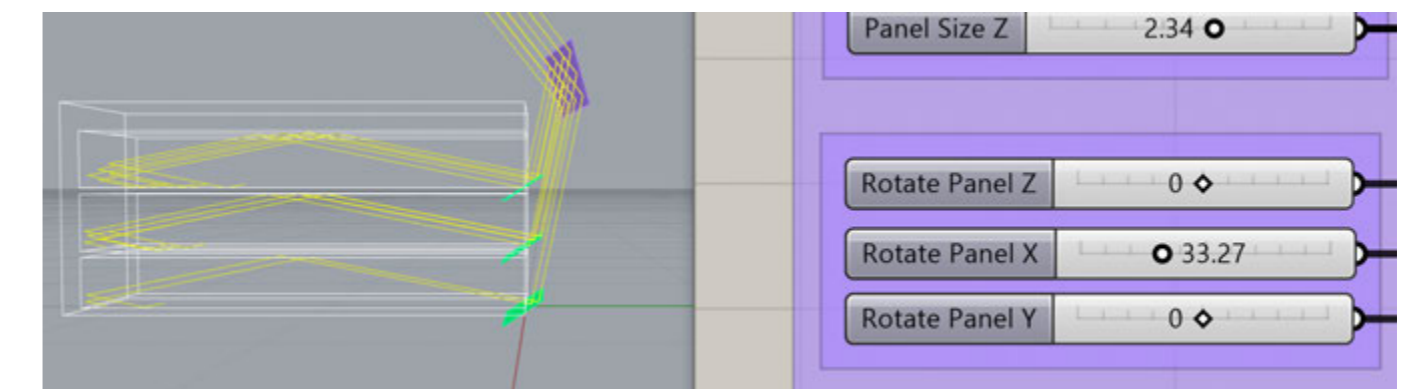 Panel Size Z 2.34
Rotate Panel Z 0
Rotate Panel X 33.27
Rotate Panel Y 0